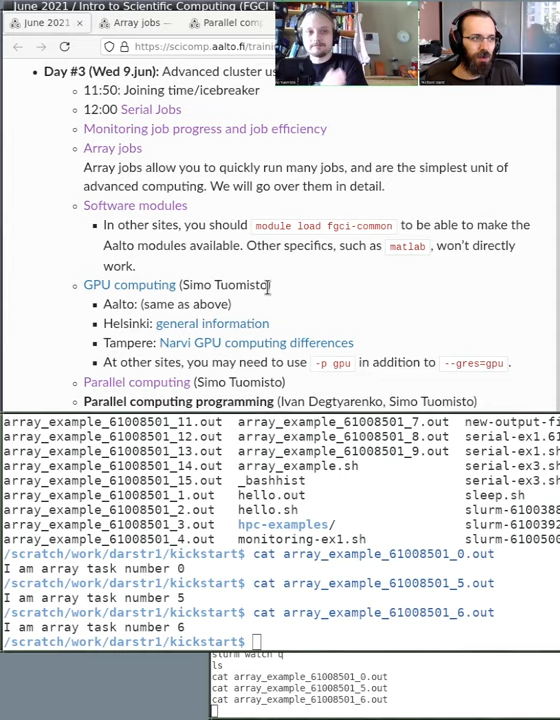 June 2021 / Intro to Scientific Computing (FGCI
June 2021 ×
Array jobs —
Parallel comp
https://scicomp.aalto.fi/traini
Day #3 (Wed 9.jun): Advanced cluster us
11:50: Joining time/icebreaker
12:00 Serial Jobs
Monitoring job progress and job efficiency
Array jobs
Array jobs allow you to quickly run many jobs, and are the simplest unit of
advanced computing. We will go over them in detail.
Software modules
In other sites, you should module load fgci-common to be able to make the
Aalto modules available. Other specifics, such as matlab, won't directly
work.
GPU computing (Simo Tuomisto)
Aalto: (same as above)
Helsinki: general information
Tampere: Narvi GPU computing differences
At other sites, you may need to use -p gpu in addition to --gres=gpu.
Parallel computing (Simo Tuomisto)
Parallel computing programming (Ivan Degtyarenko, Simo Tuomisto)
array_example_61008501_11.out array_example_61008501_7.out new-output-fi
array_example_61008501_12.out array_example_61008501_8.out serial-ex1.61
array_example_61008501_13.out array_example_61008501_9.out serial-ex1.sh
array_example_61008501_14.out array_example.sh serial-ex3.sh
array_example_61008501_15.out _bashhist serial-ex3.sh
array_example_61008501_1.out hello.out sleep.sh
array_example_61008501_2.out hello.sh slurm-6100388
array_example_61008501_3.out hpc-examples/ slurm-6100392
array_example_61008501_4.out monitoring-ex1.sh slurm-6100500
/scratch/work/darstr1/kickstart$ cat array_example_61008501_0.out
I am array task number 0
/scratch/work/darstr1/kickstart$ cat array_example_61008501_5.out
I am array task number 5
/scratch/work/darstr1/kickstart$ cat array_example_61008501_6.out
I am array task number 6
/scratch/work/darstr1/kickstart$
slurm watch q
ls
cat array_example_61008501_0.out
cat array_example_61008501_5.out
cat array_example_61008501_6.out